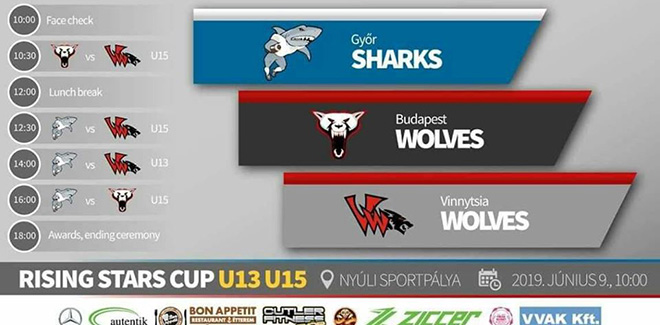 10:00 Face check
10:30 vs U15
12:00 Lunch break
12:30 vs U15
14:00 vs U13
16:00 vs U15
18:00 Awards, ending ceremony
Győr
SHARKS
Budapest
WOLVES
Vinnytsia
WOLVES
RISING STARS CUP U13 U15 NYÚLI SPORTPÁLYA 2019. JÚNIUS 9., 10:00
autentik
BON APPETIT
RESTAURANT ÉTTEREM
CUTLER
FITNESS
ZICCER
VVAK Kft.